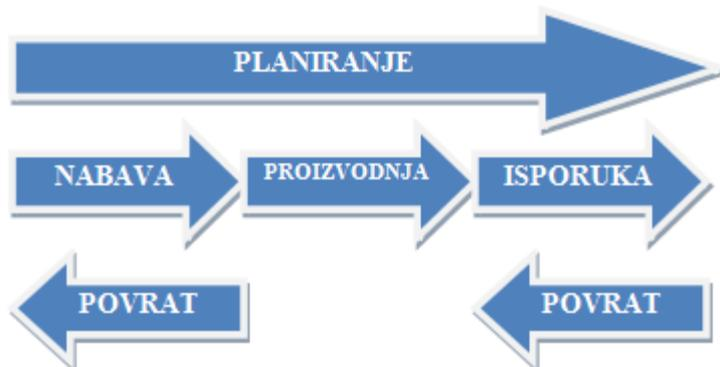 PLANIRANJE
NABAVA
PROIZVODNJA
ISPORUKA
POVRAT
POVRAT